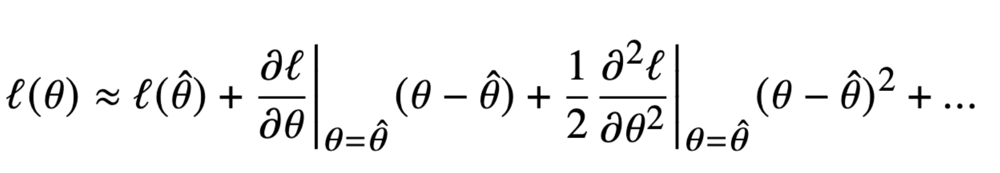 ℓ(θ) ≈ ℓ(θ̂) + ∂ℓ/∂θ|θ=θ̂ (θ − θ̂) + 1/2 ∂²ℓ/∂θ²|θ=θ̂ (θ − θ̂)² + ...